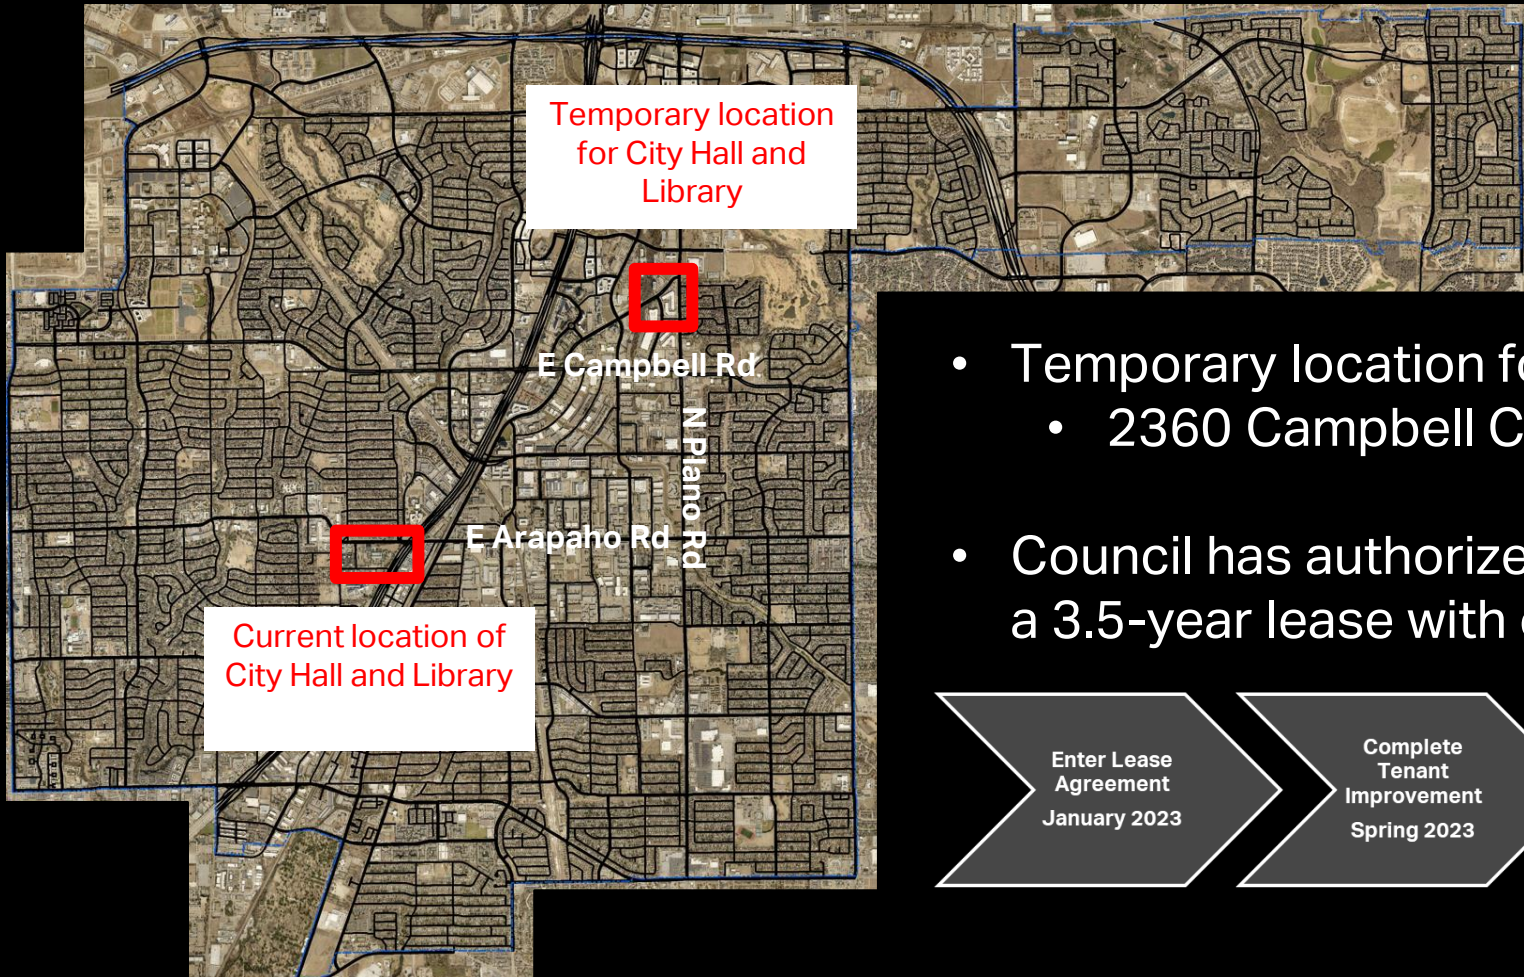 Temporary location
for City Hall and
Library
E Campbell Rd.
N Plano Rd
E Arapaho Rd
Current location of
City Hall and Library
• Temporary location
• 2360 Campbell
• Council has
a 3.5-year lease with
Enter Lease
Agreement
January 2023
Complete
Tenant
Improvement
Spring 2023